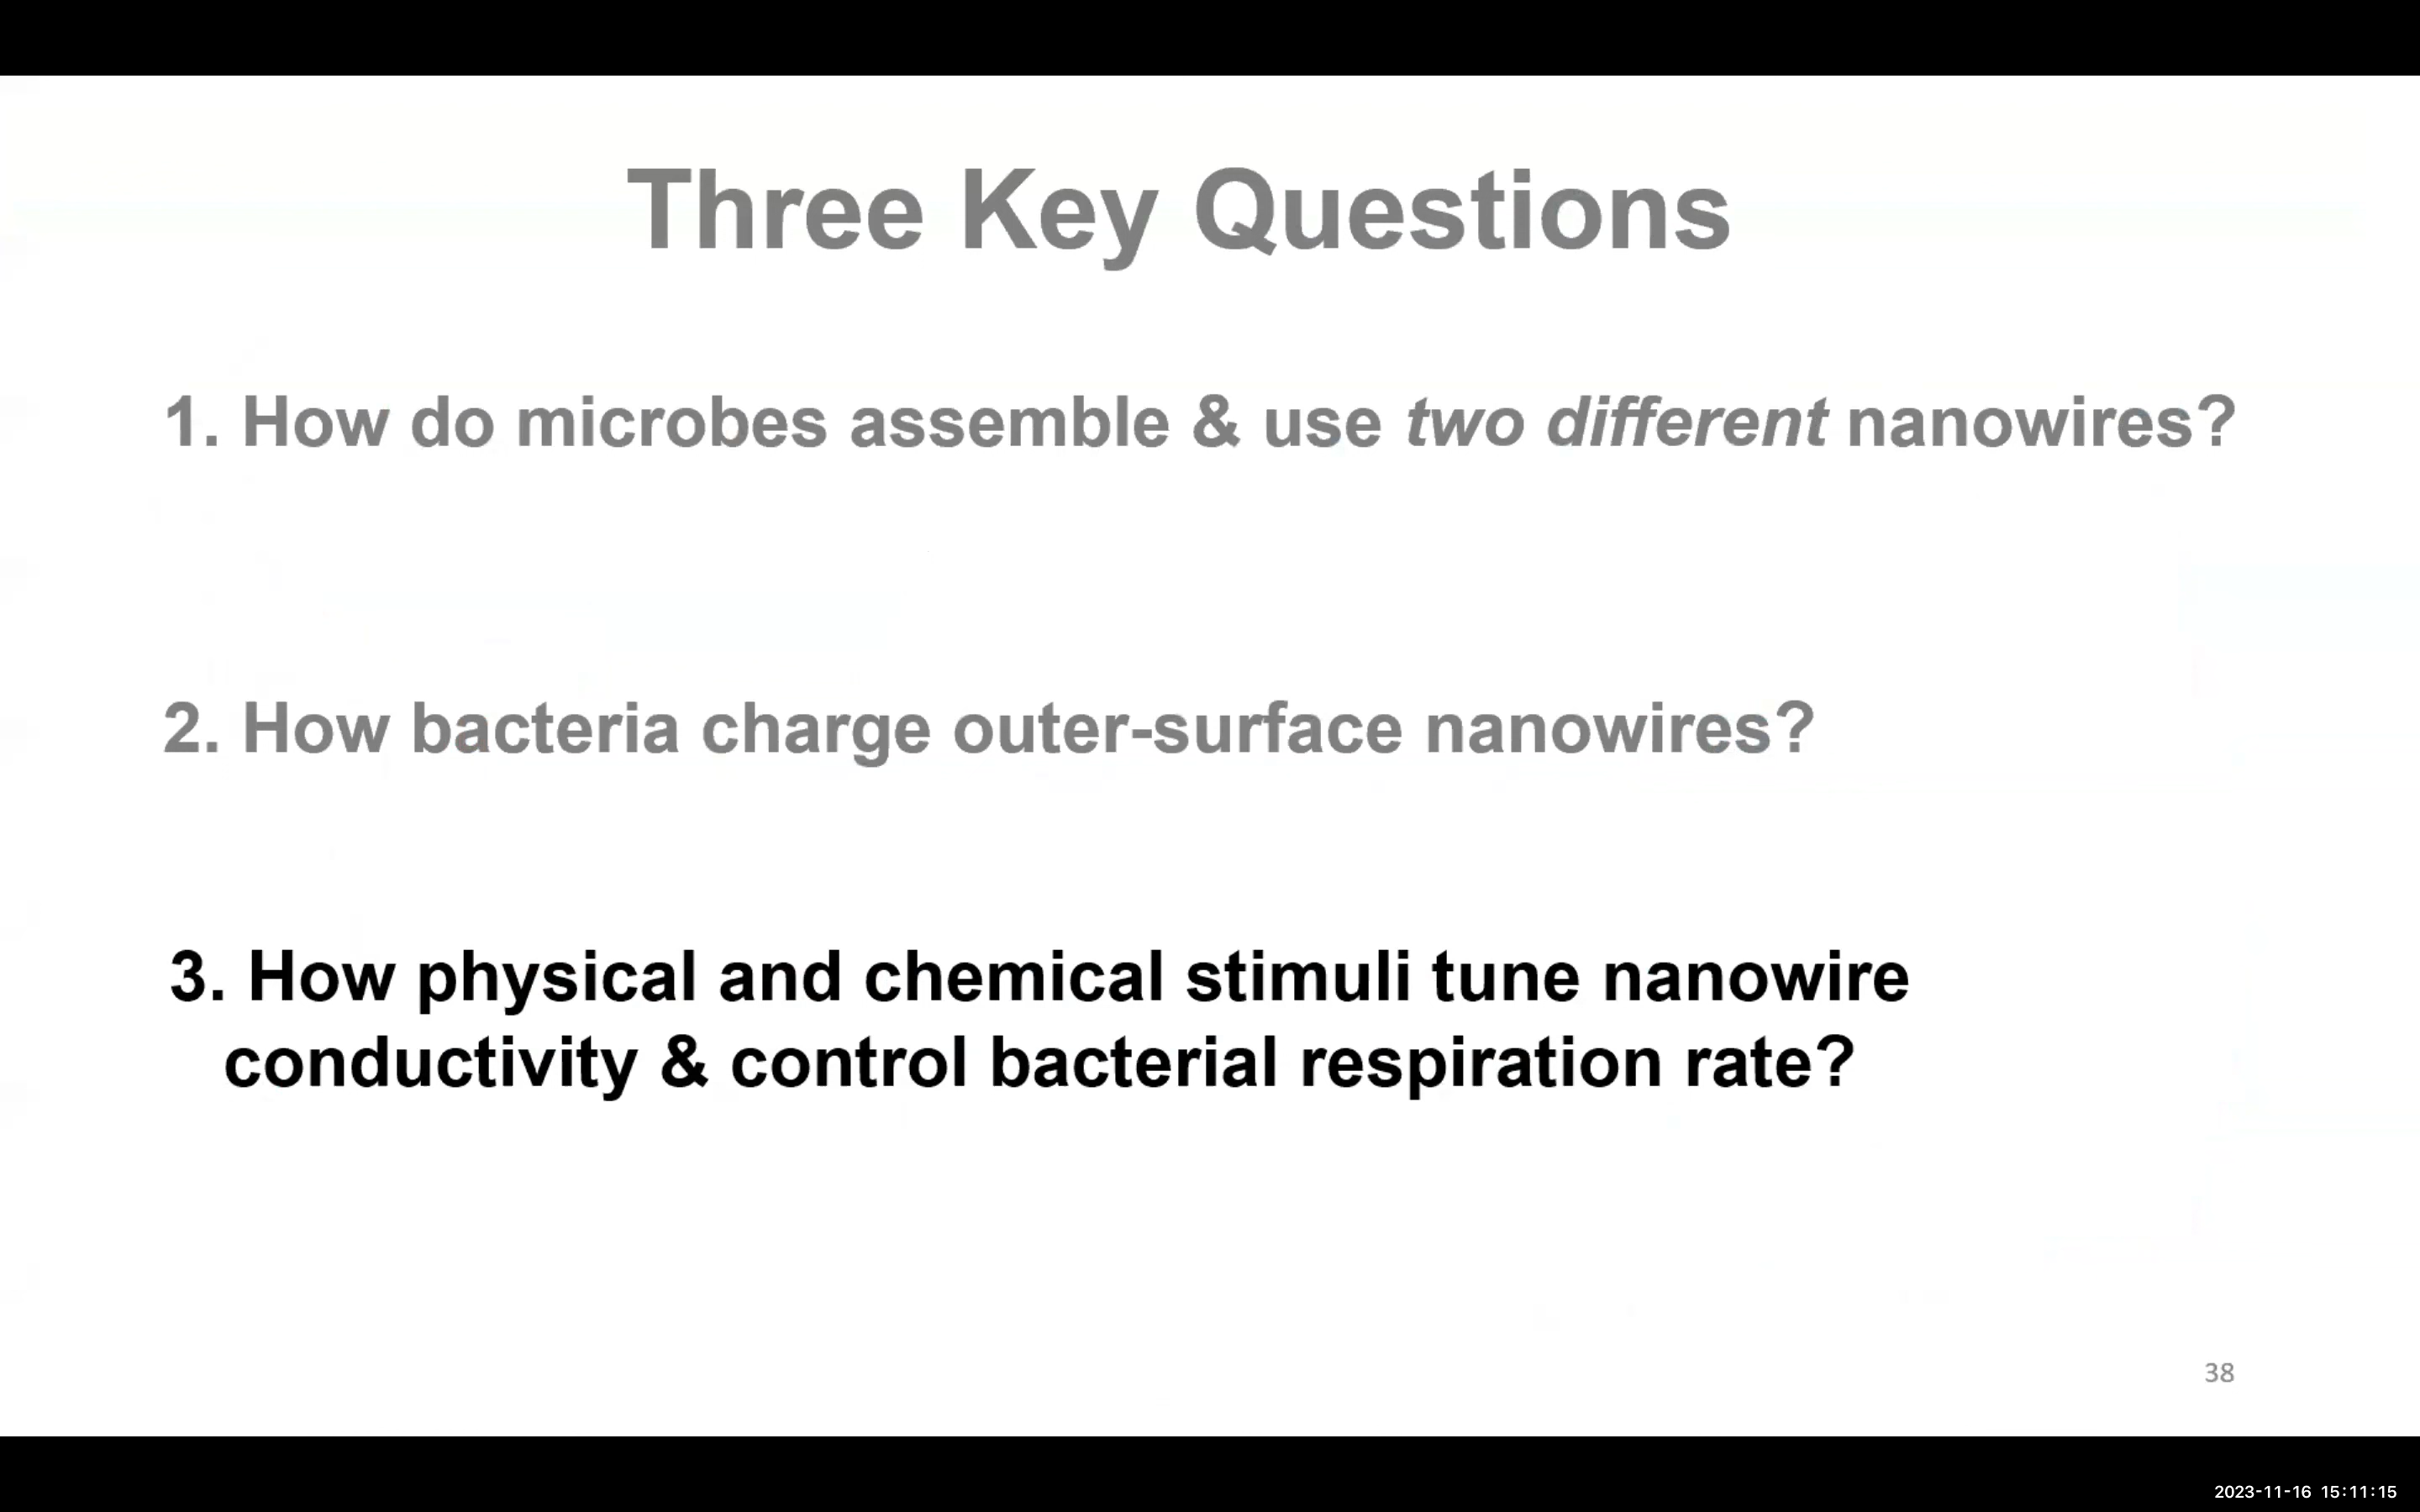 Three Key Questions
1. How do microbes assemble & use two different nanowires?
2. How bacteria charge outer-surface nanowires?
3. How physical and chemical stimuli tune nanowire
conductivity & control bacterial respiration rate?
38
2023-11-16 15:11:15